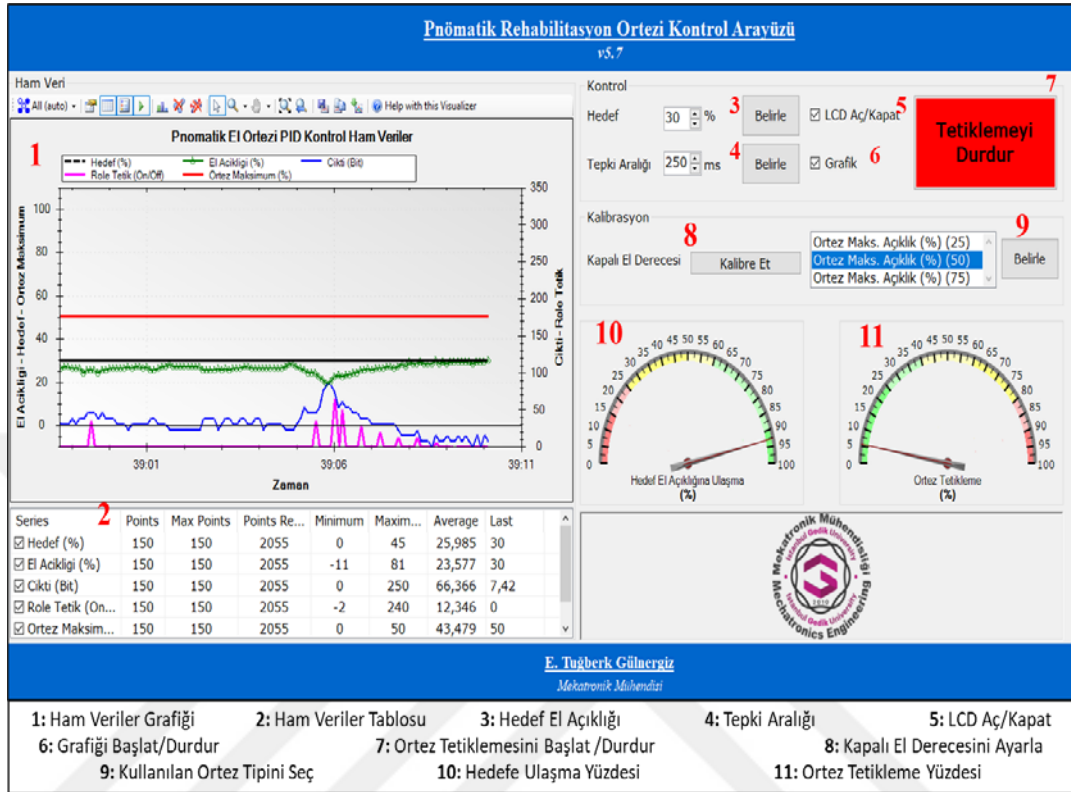 Pnömatik Rehabilitasyon Ortezi Kontrol Arayüzü
v5.7
Ham Veri
All (auto)
Help with this Visualizer
1
Pnomatik El Ortezi PID Kontrol Ham Veriler
Hedef (%) El Acikligi (%) Cikti (Bit)
Role Tetik (On/Off) Ortez Maksimum (%)
El Acikligi - Hedef - Ortez Maksimum
100
80
60
40
20
0
350
300
250
200
150
100
50
0
Cikti - Role Tetik
39:01 39:06 39:11
Zaman
2
Series Points Max Points Points Re... Minimum Maxim... Average Last
Hedef (%) 150 150 2055 0 45 25,985 30
El Acikligi (%) 150 150 2055 -11 81 23,577 30
Cikti (Bit) 150 150 2055 0 250 66,366 7,42
Role Tetik (On... 150 150 2055 -2 240 12,346 0
Ortez Maksim... 150 150 2055 0 50 43,479 50
Kontrol
Hedef 30 % 3 Belirle LCD Aç/Kapat 5
Tepki Aralığı 250 ms 4 Belirle Grafik 6
7
Tetiklemeyi
Durdur
Kalibrasyon
Kapalı El Derecesi 8 Kalibre Et
Ortez Maks. Açıklık (%) (25)
Ortez Maks. Açıklık (%) (50)
Ortez Maks. Açıklık (%) (75)
9
Belirle
10
0 5 10 15 20 25 30 35 40 45 50 55 60 65 70 75 80 85 90 95 100
Hedef El Açıklığına Ulaşma
(%)
11
0 5 10 15 20 25 30 35 40 45 50 55 60 65 70 75 80 85 90 95 100
Ortez Tetikleme
(%)
Mekatronik Mühendisliği
Istanbul Gedik University
2010
Istanbul Gedik University
Mechatronics Engineering
E. Tuğberk Gülnergiz
Mekatronik Mühendisi
1: Ham Veriler Grafiği 2: Ham Veriler Tablosu 3: Hedef El Açıklığı 4: Tepki Aralığı 5: LCD Aç/Kapat
6: Grafiği Başlat/Durdur 7: Ortez Tetiklemesini Başlat /Durdur 8: Kapalı El Derecesini Ayarla
9: Kullanılan Ortez Tipini Seç 10: Hedefe Ulaşma Yüzdesi 11: Ortez Tetikleme Yüzdesi